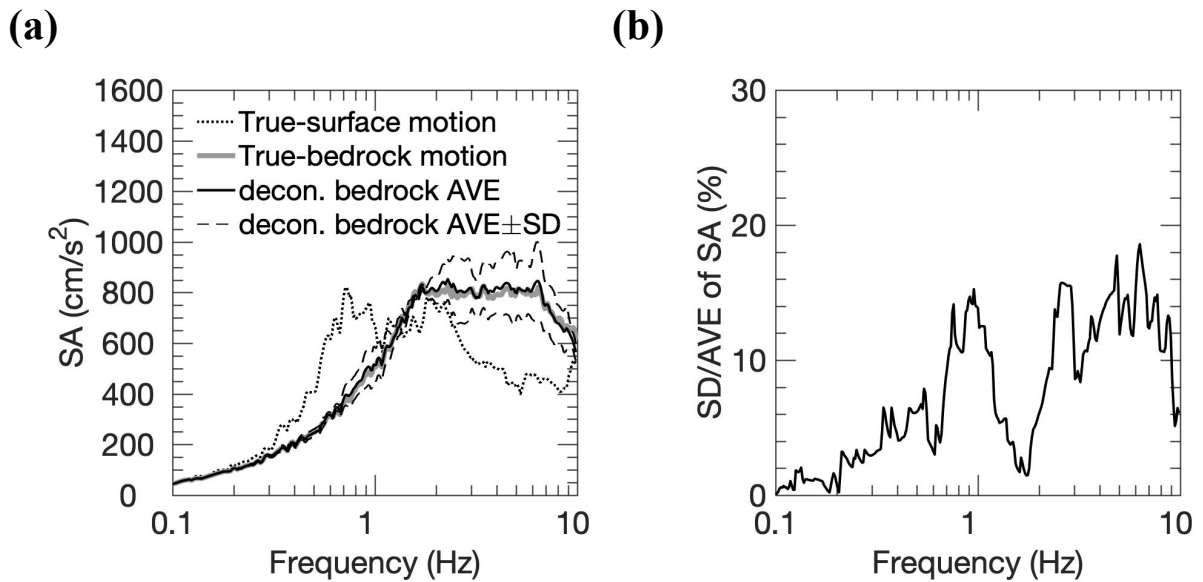 (a)
SA (cm/s²)
1600
1400
1200
1000
800
600
400
200
0
True-surface motion
True-bedrock motion
decon. bedrock AVE
decon. bedrock AVE±SD
0.1
1
10
Frequency (Hz)
(b)
SD/AVE of SA (%)
30
20
10
0
0.1
1
10
Frequency (Hz)